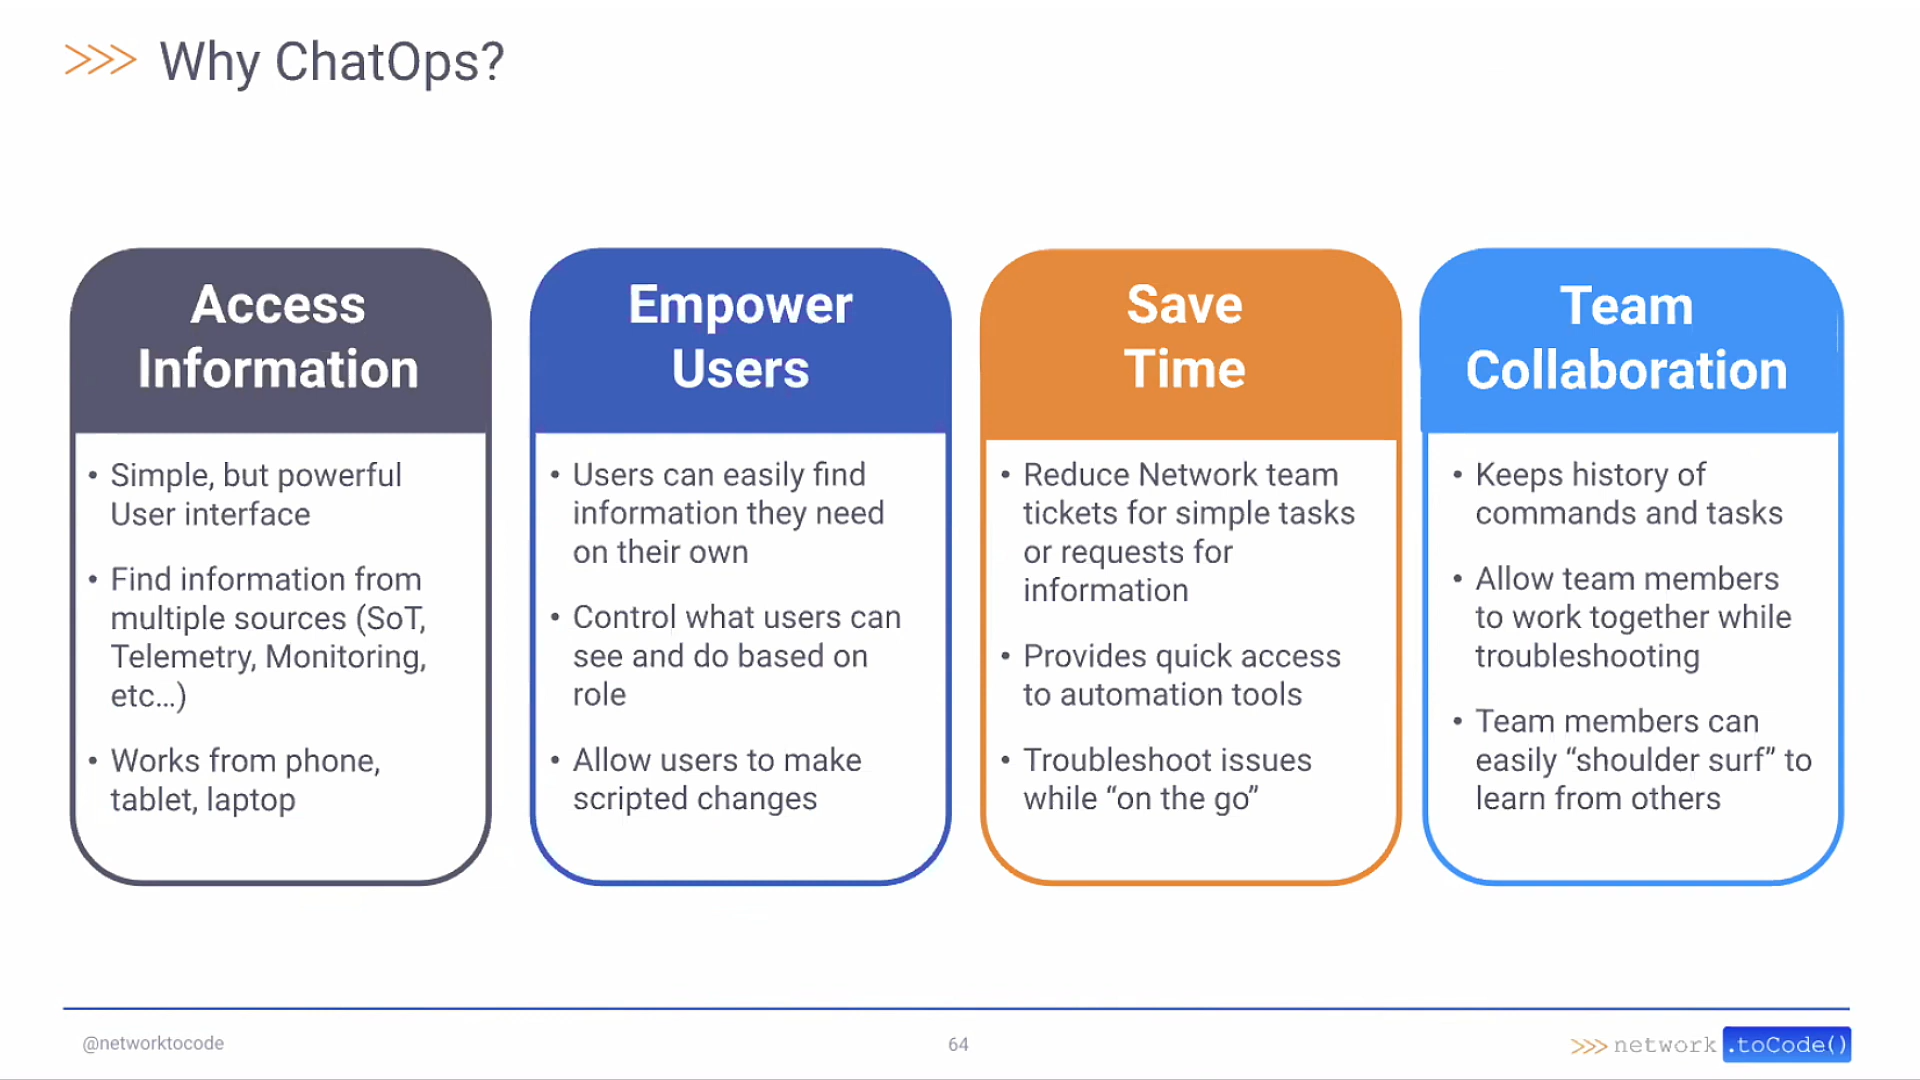 >>> Why ChatOps?
Access
Information
• Simple, but powerful
User interface
• Find information from
multiple sources (SoT,
Telemetry, Monitoring,
etc…)
• Works from phone,
tablet, laptop
Empower
Users
• Users can easily find
information they need
on their own
• Control what users can
see and do based on
role
• Allow users to make
scripted changes
Save
Time
• Reduce Network team
tickets for simple tasks
or requests for
information
• Provides quick access
to automation tools
• Troubleshoot issues
while “on the go”
Team
Collaboration
• Keeps history of
commands and tasks
• Allow team members
to work together while
troubleshooting
• Team members can
easily “shoulder surf” to
learn from others
@networktocode
64
>>> network .toCode()